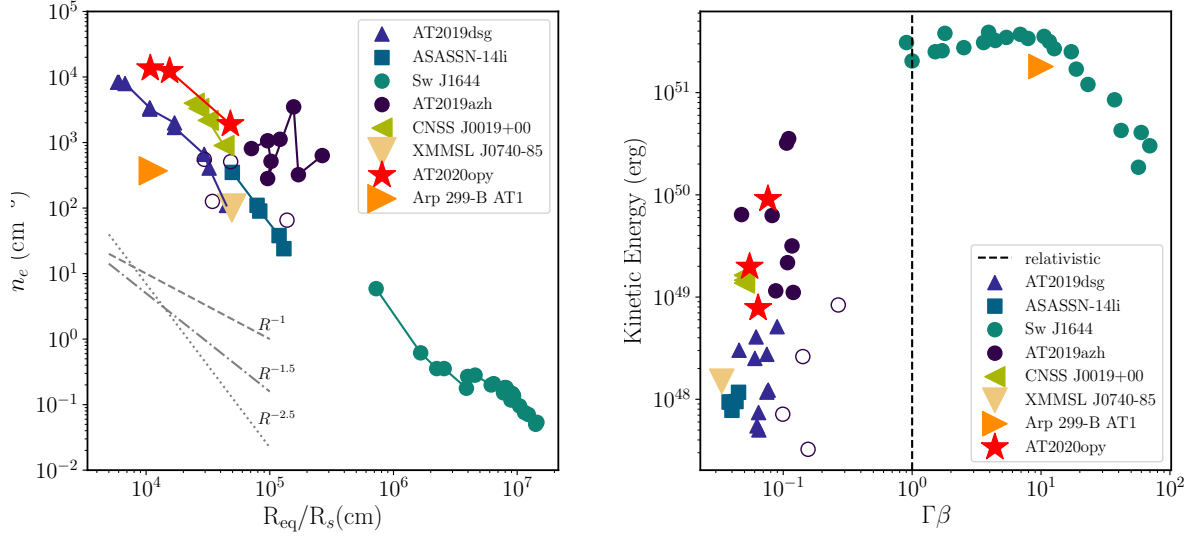 10^5
10^4
10^3
10^2
10^1
10^0
10^{-1}
10^{-2}
n_e (cm
AT2019dsg
ASASSN-14li
Sw J1644
AT2019azh
CNSS J0019+00
XMMSL J0740-85
AT2020opy
Arp 299-B AT1
R^{-1}
R^{-1.5}
R^{-2.5}
10^4
10^5
10^6
10^7
R_{eq}/R_s(cm)
10^{51}
10^{50}
10^{49}
10^{48}
Kinetic Energy (erg)
relativistic
AT2019dsg
ASASSN-14li
Sw J1644
AT2019azh
CNSS J0019+00
XMMSL J0740-85
Arp 299-B AT1
AT2020opy
10^{-1}
10^0
10^1
10^2
Γβ